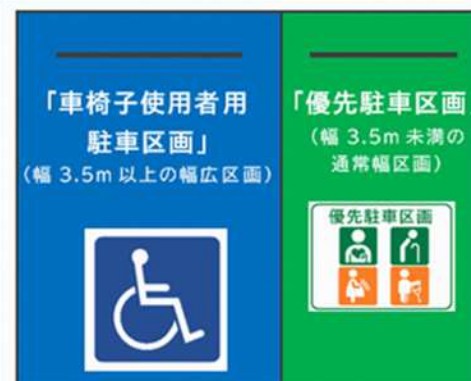 「車椅子使用者用
駐車区画」
(幅 3.5m 以上の幅広区画)
「優先駐車区画
(幅 3.5m 未満の
通常幅区画)
優先駐車区画